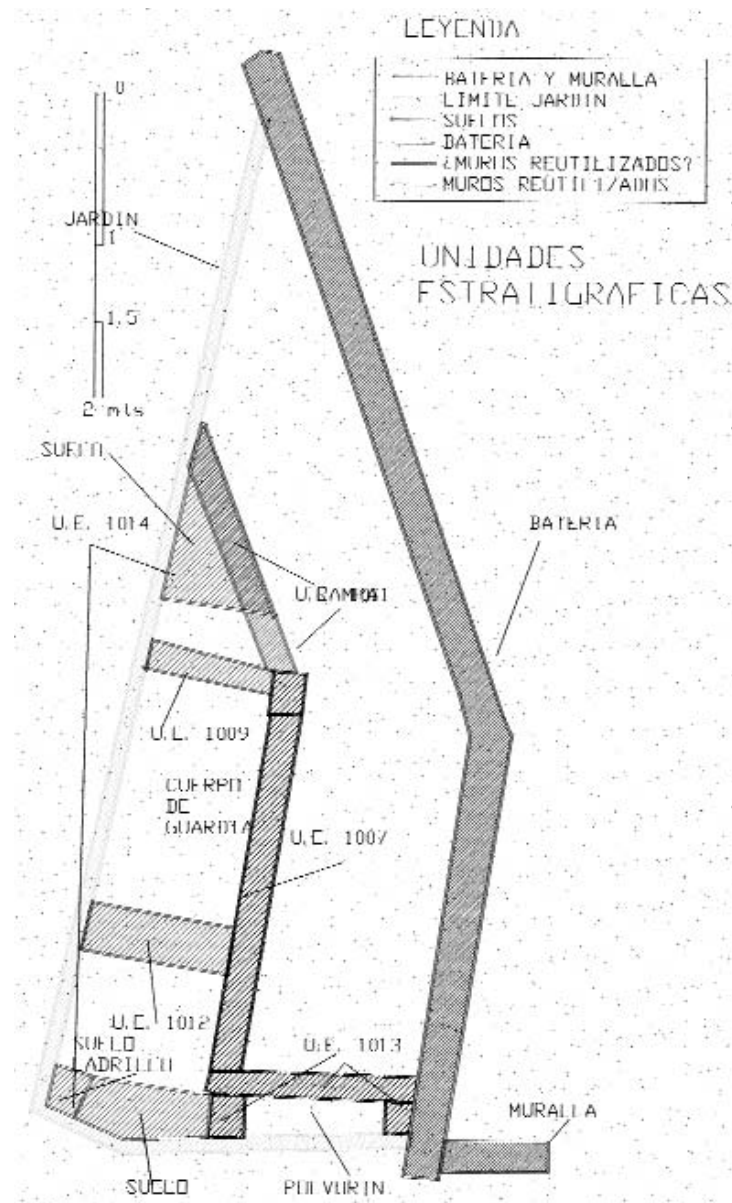 LEYENDA
BATERIA Y MURALLA
LIMITE JARDIN
SUELOS
BATERIA
¿MUROS REUTILIZADOS?
MUROS REUTILIZADOS
UNIDADES
ESTRATIGRAFICAS
0
JARDIN
1
1,5
2 mts
SUELO
U.E. 1014
BATERIA
U.E. 1009
CUERPO
DE
GUARDIA
U.E. 1007
U.E. 1012
SUELO
LADRILLO
U.E. 1013
MURALLA
SUELO
POLVORIN